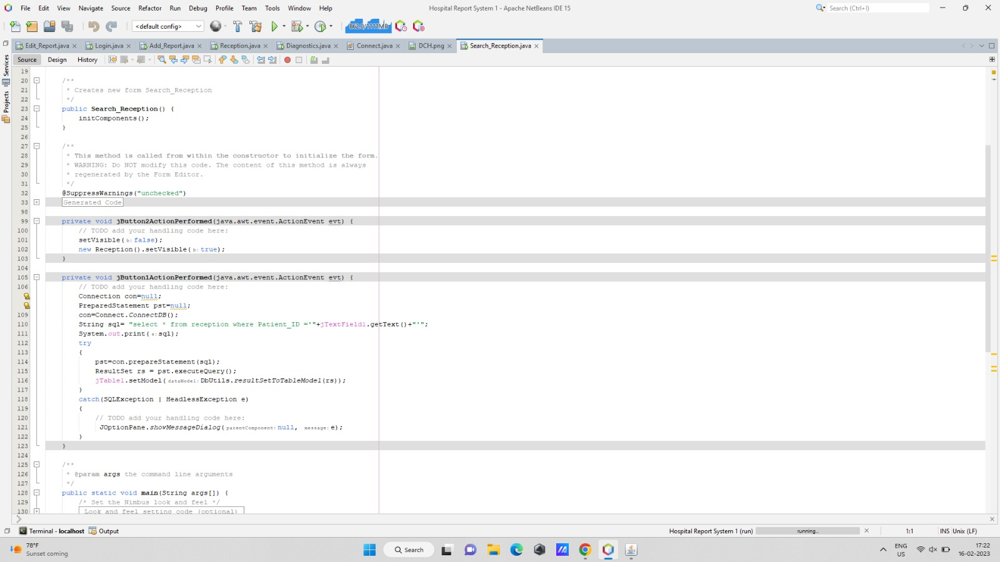 File Edit View Navigate Source Refactor Run Debug Profile Team Tools Window Help
Hospital Report System 1 - Apache NetBeans IDE 15
Search (Ctrl+I)
<default config>
862.0/1111MB
Edit_Report.java Login.java Add_Report.java Reception.java Diagnostics.java Connect.java DCH.png Search_Reception.java
Source Design History
Services
Projects
19
20 /**
21 * Creates new form Search_Reception
22 */
23 public Search_Reception() {
24 initComponents();
25 }
26
27 /**
28 * This method is called from within the constructor to initialize the form.
29 * WARNING: Do NOT modify this code. The content of this method is always
30 * regenerated by the Form Editor.
31 */
32 @SuppressWarnings("unchecked")
33 Generated Code
98
99 private void jButton2ActionPerformed(java.awt.event.ActionEvent evt) {
100 // TODO add your handling code here:
101 setVisible(b:false);
102 new Reception().setVisible(b:true);
103 }
104
105 private void jButton1ActionPerformed(java.awt.event.ActionEvent evt) {
106 // TODO add your handling code here:
Connection con=null;
PreparedStatement pst=null;
109 con=Connect.ConnectDB();
110 String sql= "select * from reception where Patient_ID ='"+jTextField1.getText()+"'";
111 System.out.print(s:sql);
112 try
113 {
114 pst=con.prepareStatement(sql);
115 ResultSet rs = pst.executeQuery();
116 jTable1.setModel(dataModel:DbUtils.resultSetToTableModel(rs));
117 }
118 catch(SQLException | HeadlessException e)
119 {
120 // TODO add your handling code here:
121 JOptionPane.showMessageDialog(parentComponent:null, message:e);
122 }
123 }
124
125 /**
126 * @param args the command line arguments
127 */
128 public static void main(String args[]) {
129 /* Set the Nimbus look and feel */
130 Look and feel setting code (optional)
Terminal - localhost Output
Hospital Report System 1 (run) running... 1:1 INS Unix (LF)
78°F
Sunset coming
Search
ENG
US
17:22
16-02-2023